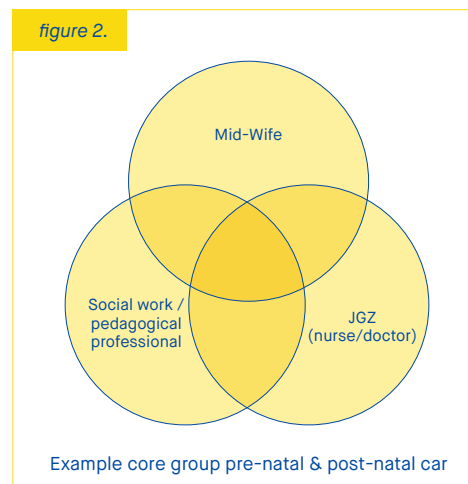 figure 2.
Mid-Wife
Social work /
pedagogical
professional
JGZ
(nurse/doctor)
Example core group pre-natal & post-natal car